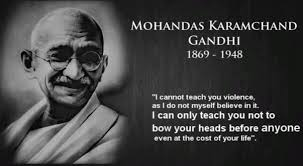 MOHANDAS KARAMCHAND
GANDHI
1869 - 1948
"I cannot teach you violence,
as I do not myself believe in it.
I can only teach you not to
bow your heads before anyone
even at the cost of your life".